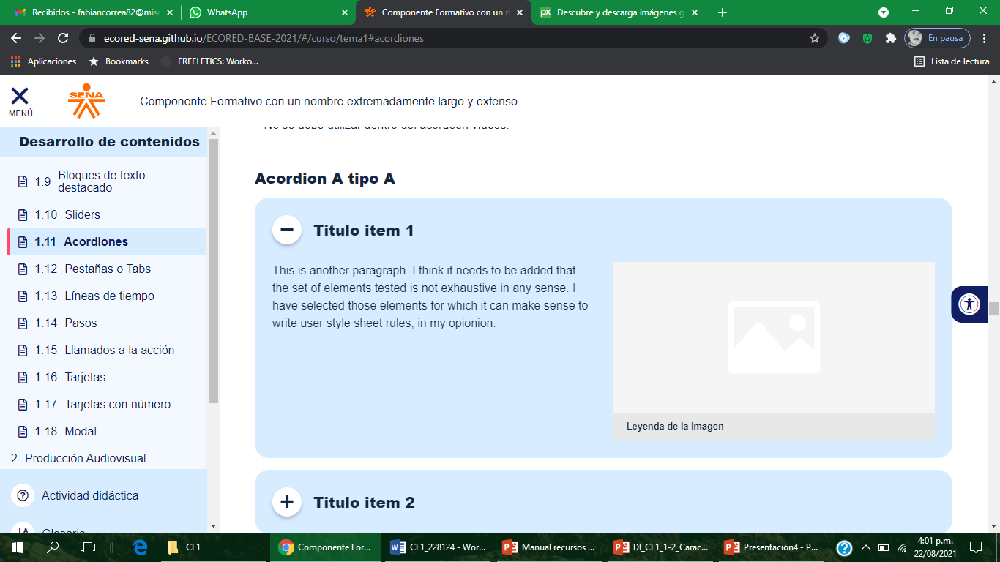 Recibidos - fabiancorrea82@mise
WhatsApp
Componente Formativo con un n
px
Descubre y descarga imágenes g
ecored-sena.github.io/ECORED-BASE-2021/#/curso/tema1#acordiones
En pausa
Aplicaciones
Bookmarks
FREELETICS: Worko...
Lista de lectura
MENÚ
SENA
Componente Formativo con un nombre extremadamente largo y extenso
Desarrollo de contenidos
1.9 Bloques de texto
destacado
1.10 Sliders
1.11 Acordiones
1.12 Pestañas o Tabs
1.13 Líneas de tiempo
1.14 Pasos
1.15 Llamados a la acción
1.16 Tarjetas
1.17 Tarjetas con número
1.18 Modal
2 Producción Audiovisual
Actividad didáctica
Glosario
No se debe utilizar dentro del acordeón videos.
Acordion A tipo A
Titulo item 1
This is another paragraph. I think it needs to be added that
the set of elements tested is not exhaustive in any sense. I
have selected those elements for which it can make sense to
write user style sheet rules, in my opionion.
Leyenda de la imagen
Titulo item 2
CF1
Componente For...
CF1_228124 - Wor...
Manual recursos ...
DI_CF1_1-2_Carac...
Presentación4 - P...
4:01 p.m.
22/08/2021